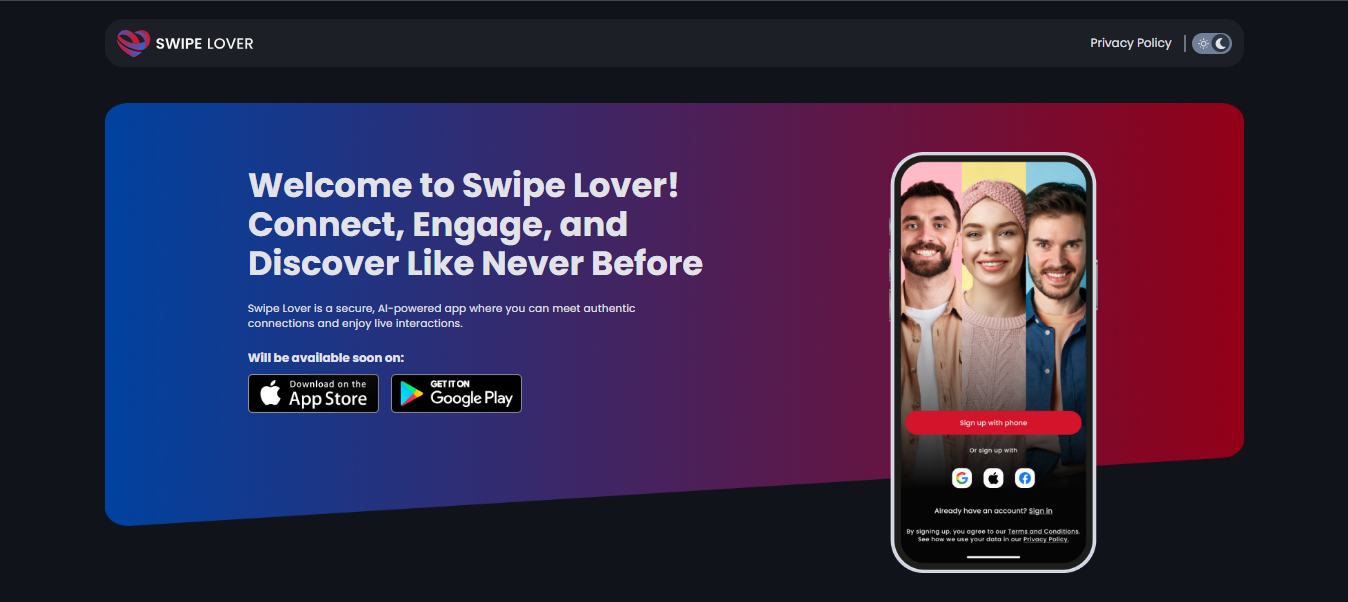 SWIPE LOVER
Privacy Policy
Welcome to Swipe Lover!
Connect, Engage, and
Discover Like Never Before
Swipe Lover is a secure, AI-powered app where you can meet authentic
connections and enjoy live interactions.
Will be available soon on:
Download on the
App Store
GET IT ON
Google Play
Sign up with phone
Or sign up with
Already have an account? Sign in
By signing up, you agree to our Terms and Conditions.
See how we use your data in our Privacy Policy.